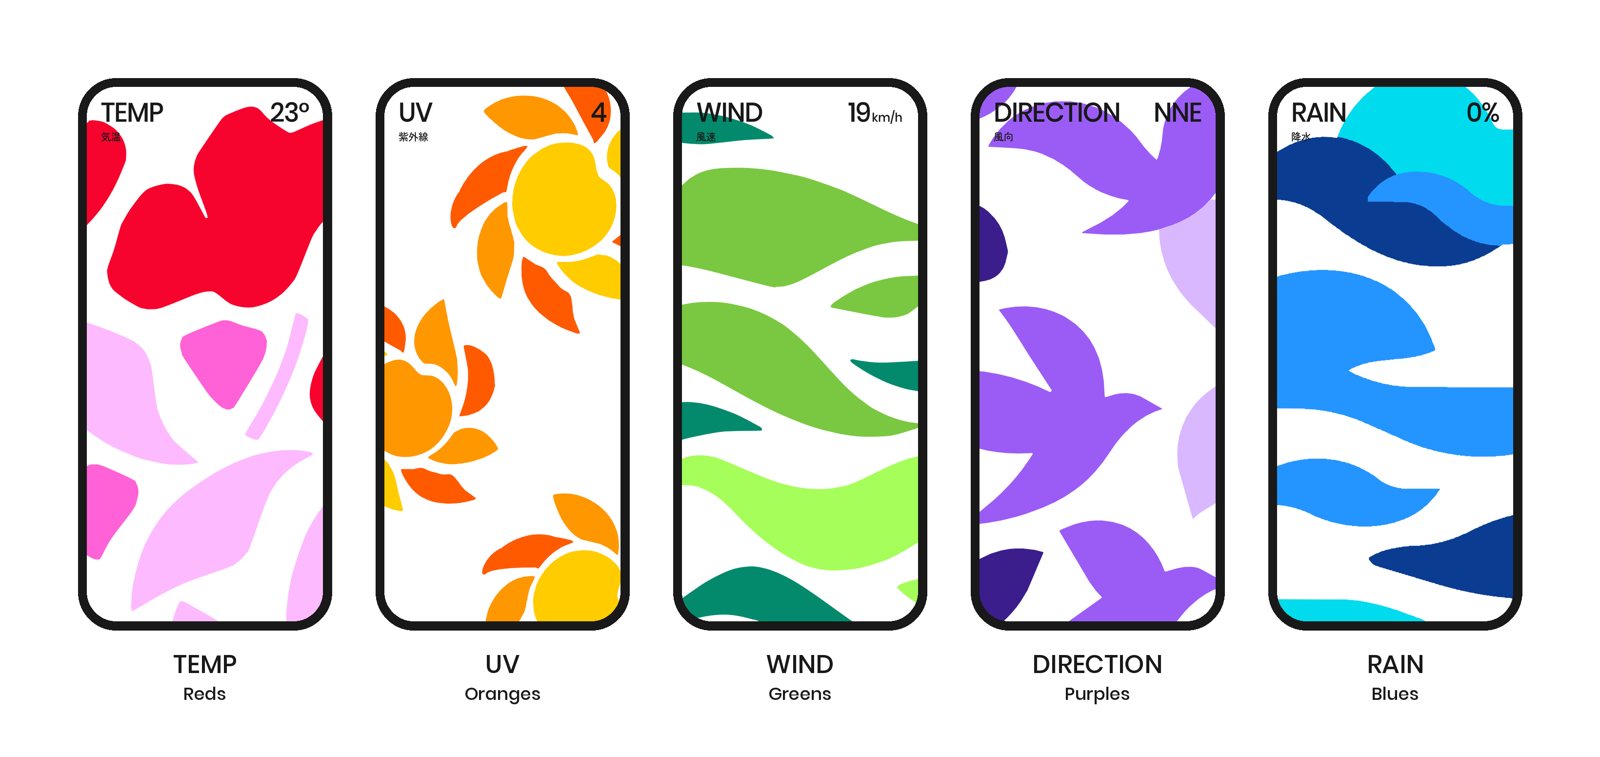 TEMP 23°
気温
UV 4
紫外線
WIND 19km/h
風速
DIRECTION NNE
風向
RAIN 0%
降水
TEMP
Reds
UV
Oranges
WIND
Greens
DIRECTION
Purples
RAIN
Blues